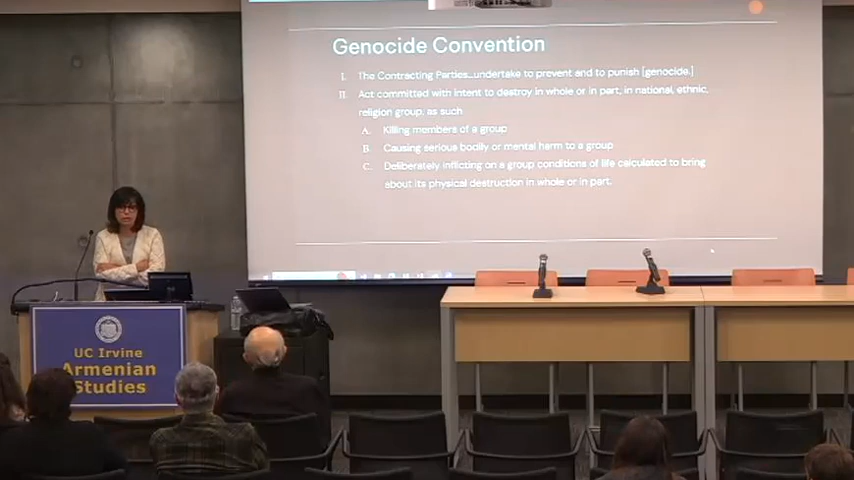 Genocide Convention
I. The Contracting Parties...undertake to prevent and to punish [genocide.]
II. Act committed with intent to destroy in whole or in part, in national, ethnic,
religion group, as such
A. Killing members of a group
B. Causing serious bodily or mental harm to a group
C. Deliberately inflicting on a group conditions of life calculated to bring
about its physical destruction in whole or in part.
UC Irvine
Armenian
Studies